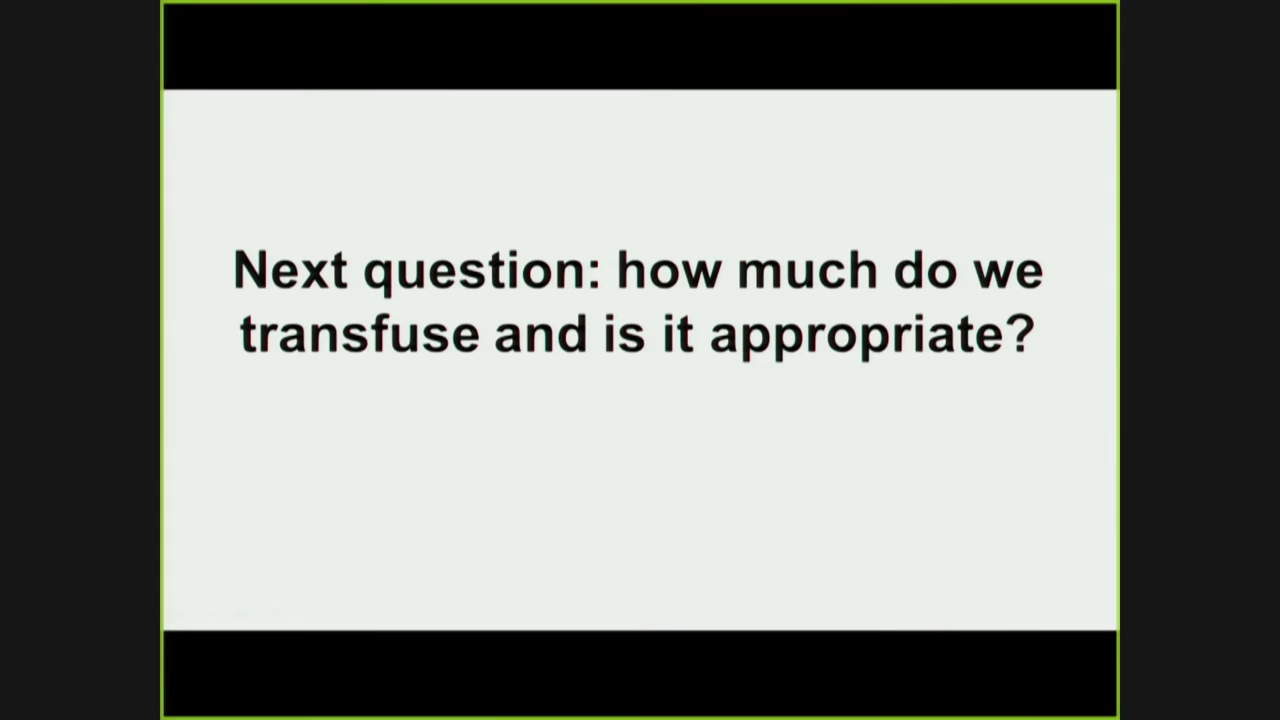 Next question: how much do we
transfuse and is it appropriate?